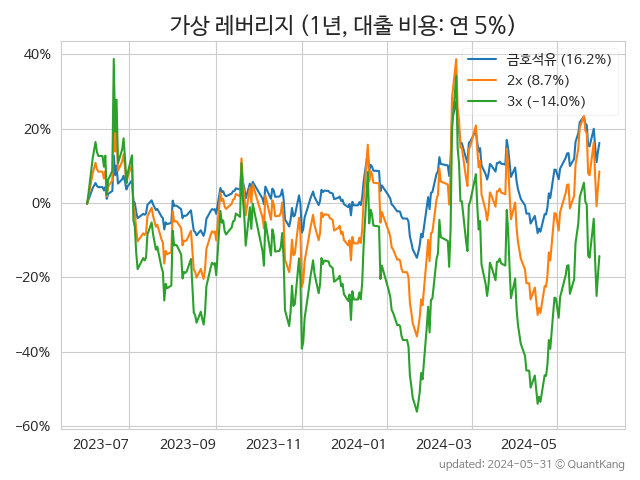 가상 레버리지 (1년, 대출 비용: 연 5%)
금호석유 (16.2%)
2x (8.7%)
3x (−14.0%)
40%
20%
0%
−20%
−40%
−60%
2023−07
2023−09
2023−11
2024−01
2024−03
2024−05
updated: 2024-05-31 © QuantKang